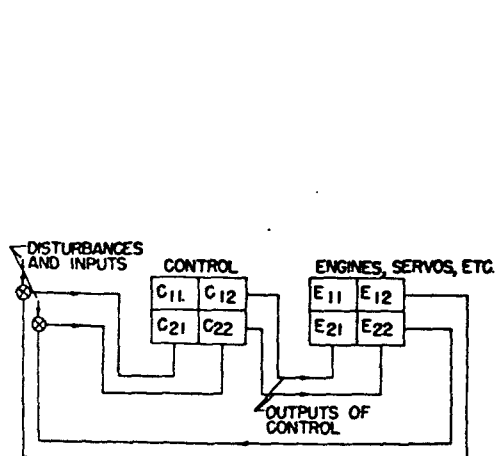 DISTURBANCES
AND INPUTS
CONTROL
ENGINES, SERVOS, ETC.
C11 C12
C21 C22
E11 E12
E21 E22
OUTPUTS OF
CONTROL